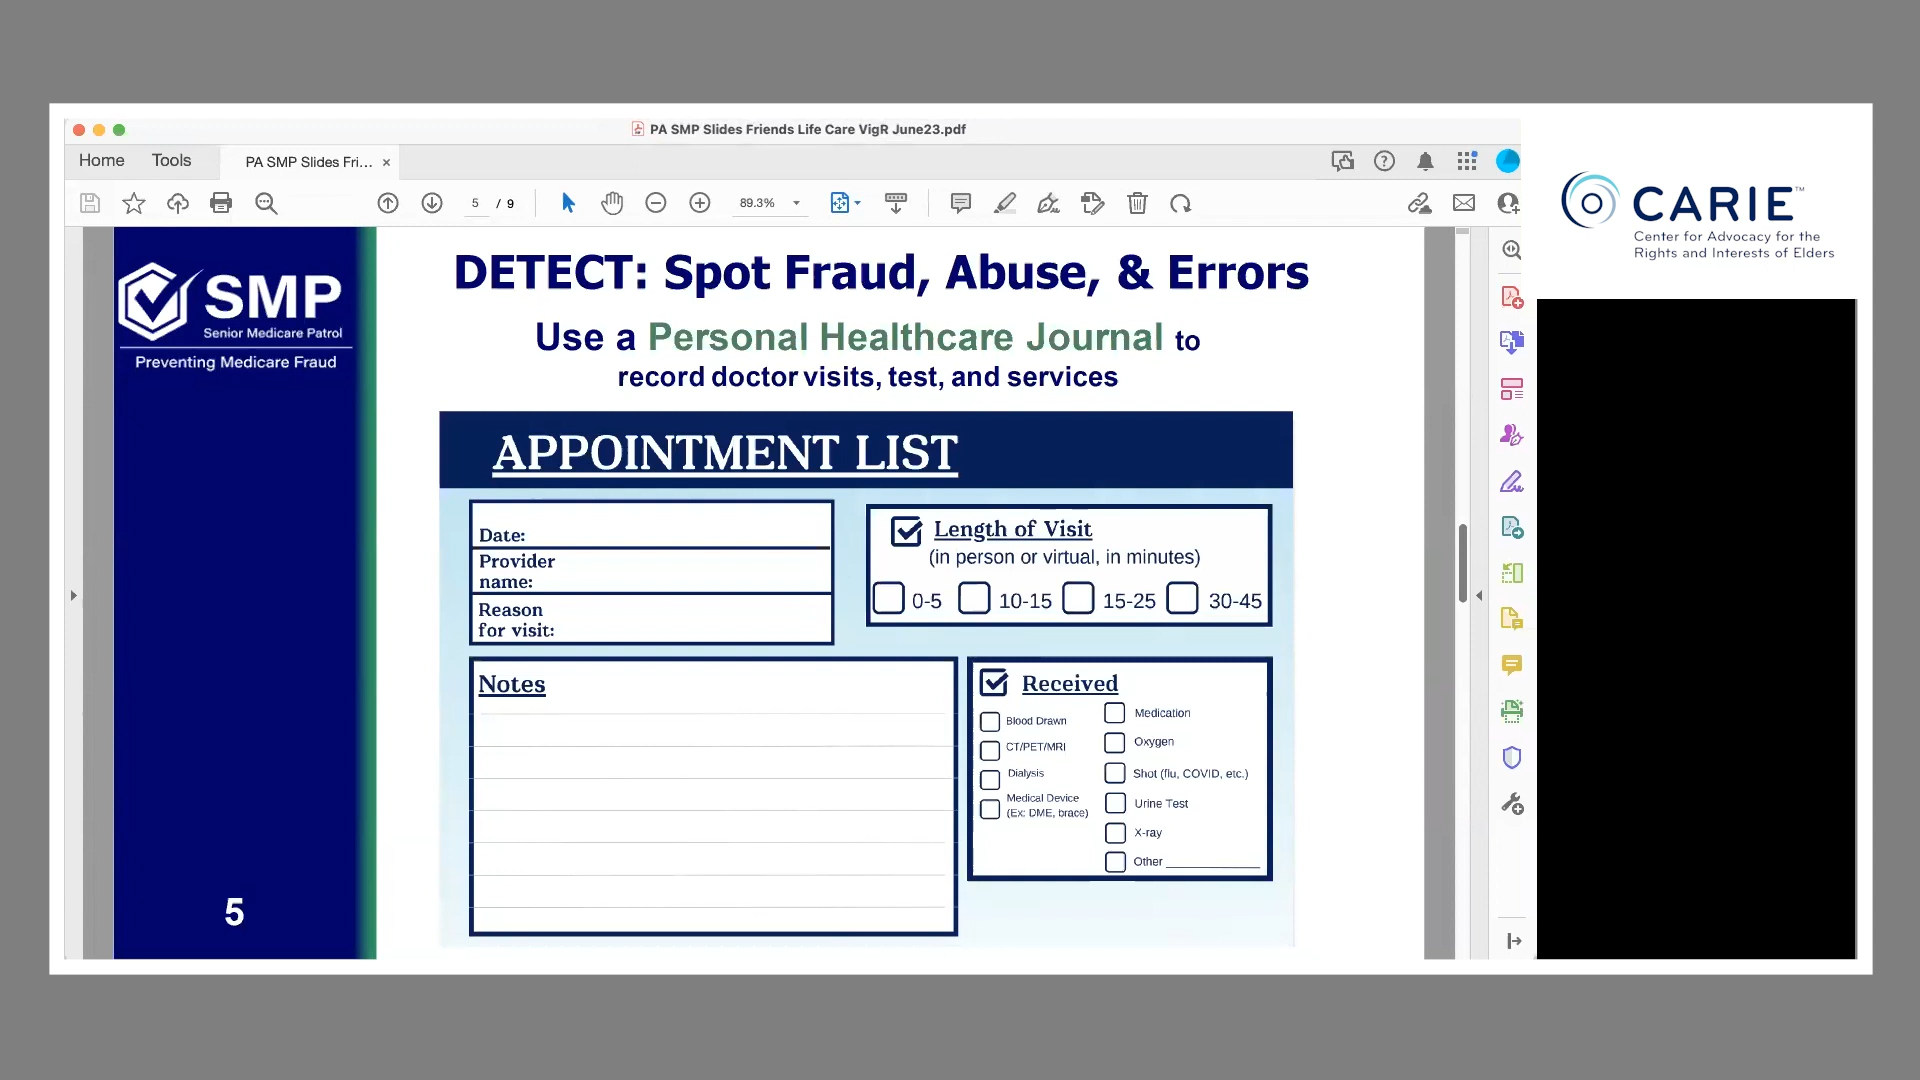 PA SMP Slides Friends Life Care VigR June23.pdf
Home
Tools
PA SMP Slides Fri... ×
5 / 9
89.3%
CARIE™
Center for Advocacy for the
Rights and Interests of Elders
SMP
Senior Medicare Patrol
Preventing Medicare Fraud
5
DETECT: Spot Fraud, Abuse, & Errors
Use a Personal Healthcare Journal to
record doctor visits, test, and services
APPOINTMENT LIST
Date:
Provider
name:
Reason
for visit:
Length of Visit
(in person or virtual, in minutes)
0-5 10-15 15-25 30-45
Notes
Received
Blood Drawn
CT/PET/MRI
Dialysis
Medical Device
(Ex: DME, brace)
Medication
Oxygen
Shot (flu, COVID, etc.)
Urine Test
X-ray
Other